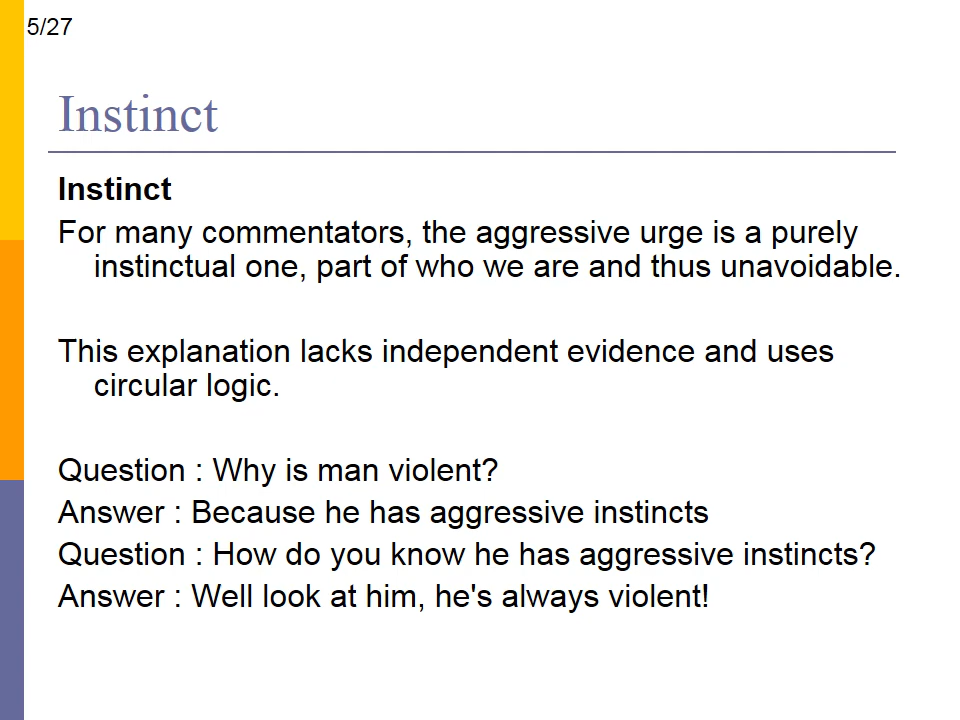 5/27
Instinct
Instinct
For many commentators, the aggressive urge is a purely
instinctual one, part of who we are and thus unavoidable.
This explanation lacks independent evidence and uses
circular logic.
Question : Why is man violent?
Answer : Because he has aggressive instincts
Question : How do you know he has aggressive instincts?
Answer : Well look at him, he's always violent!